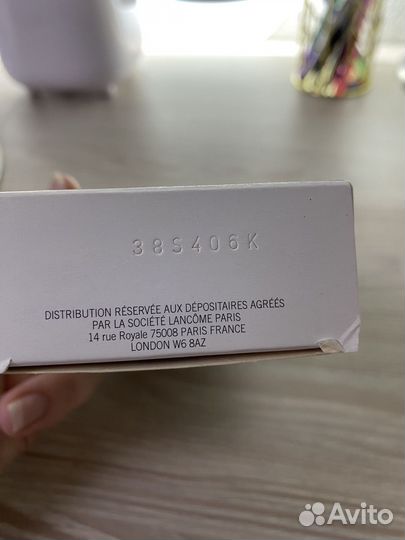 38S406K
DISTRIBUTION RÉSERVÉE AUX DÉPOSITAIRES AGRÉÉS
PAR LA SOCIÉTÉ LANCÔME PARIS
14 rue Royale 75008 PARIS FRANCE
LONDON W6 8AZ
Avito